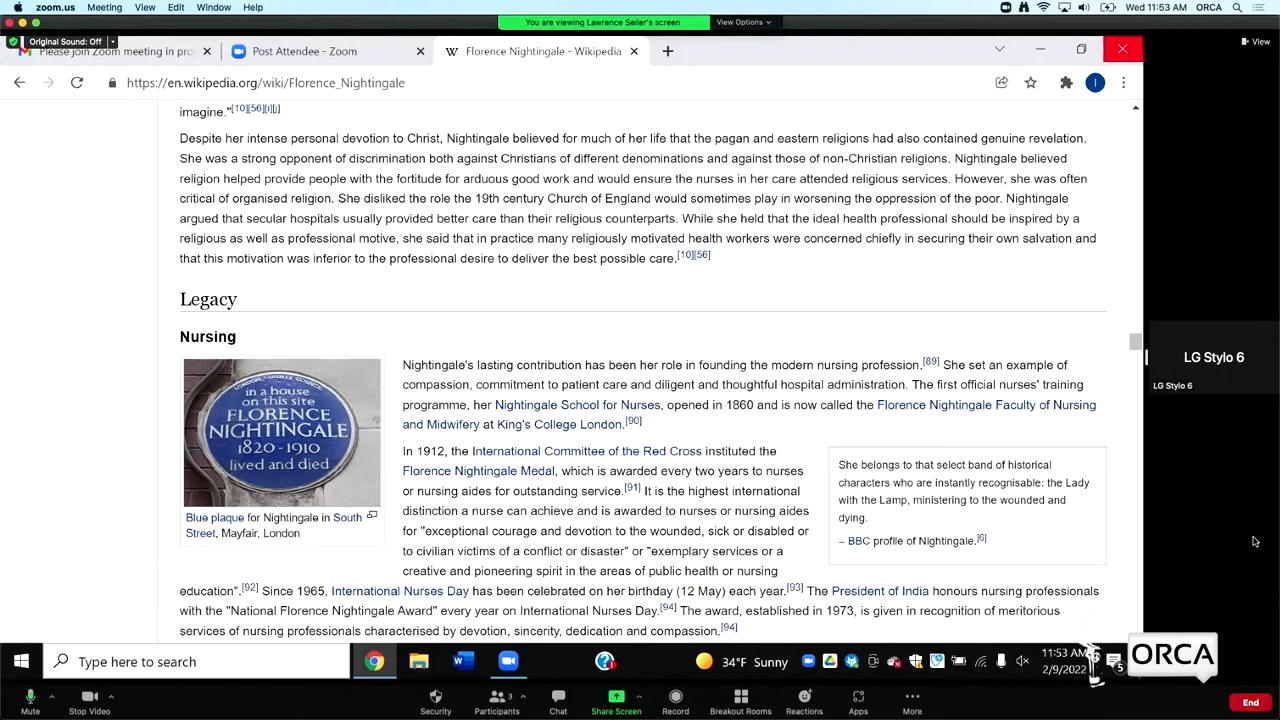 zoom.us Meeting View Edit Window Help Wed 11:53 AM ORCA
You are viewing Lawrence Seiler's screen View Options
Original Sound: Off
View
Please join Zoom meeting in pro
Post Attendee - Zoom
W Florence Nightingale - Wikipedia
https://en.wikipedia.org/wiki/Florence_Nightingale
I
imagine."[10][56][i][j]
Despite her intense personal devotion to Christ, Nightingale believed for much of her life that the pagan and eastern religions had also contained genuine revelation.
She was a strong opponent of discrimination both against Christians of different denominations and against those of non-Christian religions. Nightingale believed
religion helped provide people with the fortitude for arduous good work and would ensure the nurses in her care attended religious services. However, she was often
critical of organised religion. She disliked the role the 19th century Church of England would sometimes play in worsening the oppression of the poor. Nightingale
argued that secular hospitals usually provided better care than their religious counterparts. While she held that the ideal health professional should be inspired by a
religious as well as professional motive, she said that in practice many religiously motivated health workers were concerned chiefly in securing their own salvation and
that this motivation was inferior to the professional desire to deliver the best possible care.[10][56]
Legacy
Nursing
in a house
on this site
FLORENCE
NIGHTINGALE
1820-1910
lived and died
Blue plaque for Nightingale in South
Street, Mayfair, London
Nightingale's lasting contribution has been her role in founding the modern nursing profession.[89] She set an example of
compassion, commitment to patient care and diligent and thoughtful hospital administration. The first official nurses' training
programme, her Nightingale School for Nurses, opened in 1860 and is now called the Florence Nightingale Faculty of Nursing
and Midwifery at King's College London.[90]
In 1912, the International Committee of the Red Cross instituted the
Florence Nightingale Medal, which is awarded every two years to nurses
or nursing aides for outstanding service.[91] It is the highest international
distinction a nurse can achieve and is awarded to nurses or nursing aides
for "exceptional courage and devotion to the wounded, sick or disabled or
to civilian victims of a conflict or disaster" or "exemplary services or a
creative and pioneering spirit in the areas of public health or nursing
education".[92] Since 1965, International Nurses Day has been celebrated on her birthday (12 May) each year.[93] The President of India honours nursing professionals
with the "National Florence Nightingale Award" every year on International Nurses Day.[94] The award, established in 1973, is given in recognition of meritorious
services of nursing professionals characterised by devotion, sincerity, dedication and compassion.[94]
She belongs to that select band of historical
characters who are instantly recognisable: the Lady
with the Lamp, ministering to the wounded and
dying.
– BBC profile of Nightingale.[6]
LG Stylo 6
LG Stylo 6
Type here to search
34°F Sunny
11:53 AM
2/9/2022
5
ORCA
Mute
Stop Video
Security
3
Participants
Chat
Share Screen
Record
Breakout Rooms
Reactions
Apps
More
End